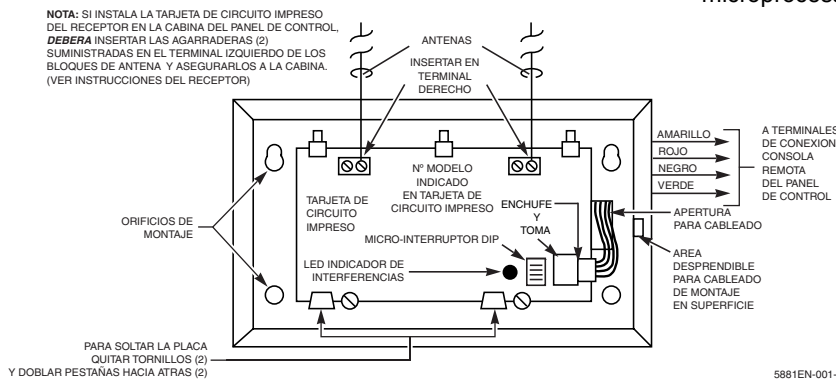 microprocess
NOTA: SI INSTALA LA TARJETA DE CIRCUITO IMPRESO
DEL RECEPTOR EN LA CABINA DEL PANEL DE CONTROL,
DEBERA INSERTAR LAS AGARRADERAS (2)
SUMINISTRADAS EN EL TERMINAL IZQUIERDO DE LOS
BLOQUES DE ANTENA Y ASEGURARLOS A LA CABINA.
(VER INSTRUCCIONES DEL RECEPTOR)
ANTENAS
INSERTAR EN
TERMINAL
DERECHO
AMARILLO
ROJO
NEGRO
VERDE
A TERMINALES
DE CONEXION
CONSOLA
REMOTA
DEL PANEL
DE CONTROL
Nº MODELO
INDICADO
EN TARJETA DE
CIRCUITO IMPRESO
TARJETA DE
CIRCUITO
IMPRESO
ENCHUFE
Y
TOMA
ORIFICIOS DE
MONTAJE
APERTURA
PARA CABLEADO
MICRO-INTERRUPTOR DIP
LED INDICADOR DE
INTERFERENCIAS
AREA
DESPRENDIBLE
PARA CABLEADO
DE MONTAJE
EN SUPERFICIE
PARA SOLTAR LA PLACA
QUITAR TORNILLOS (2)
Y DOBLAR PESTAÑAS HACIA ATRAS (2)
5881EN-001-